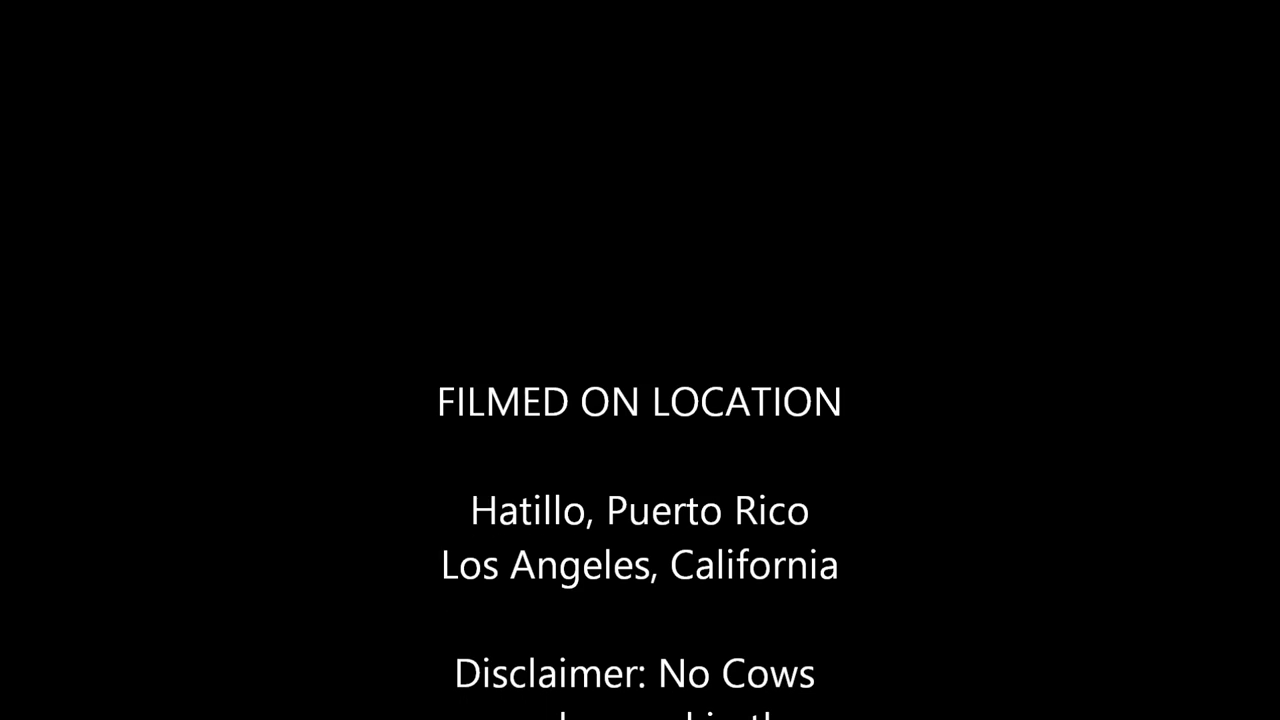 FILMED ON LOCATION
Hatillo, Puerto Rico
Los Angeles, California
Disclaimer: No Cows